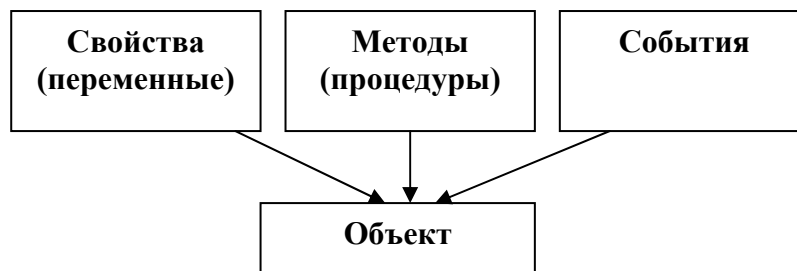 Свойства
(переменные)
Методы
(процедуры)
События
Объект